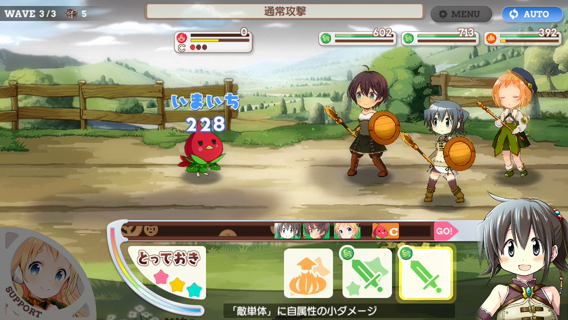 WAVE 3/3 5
通常攻撃
MENU
AUTO
0
C
602
713
392
いまいち
228
C
GO!
とっておき
SUPPORT
「敵単体」に自属性の小ダメージ